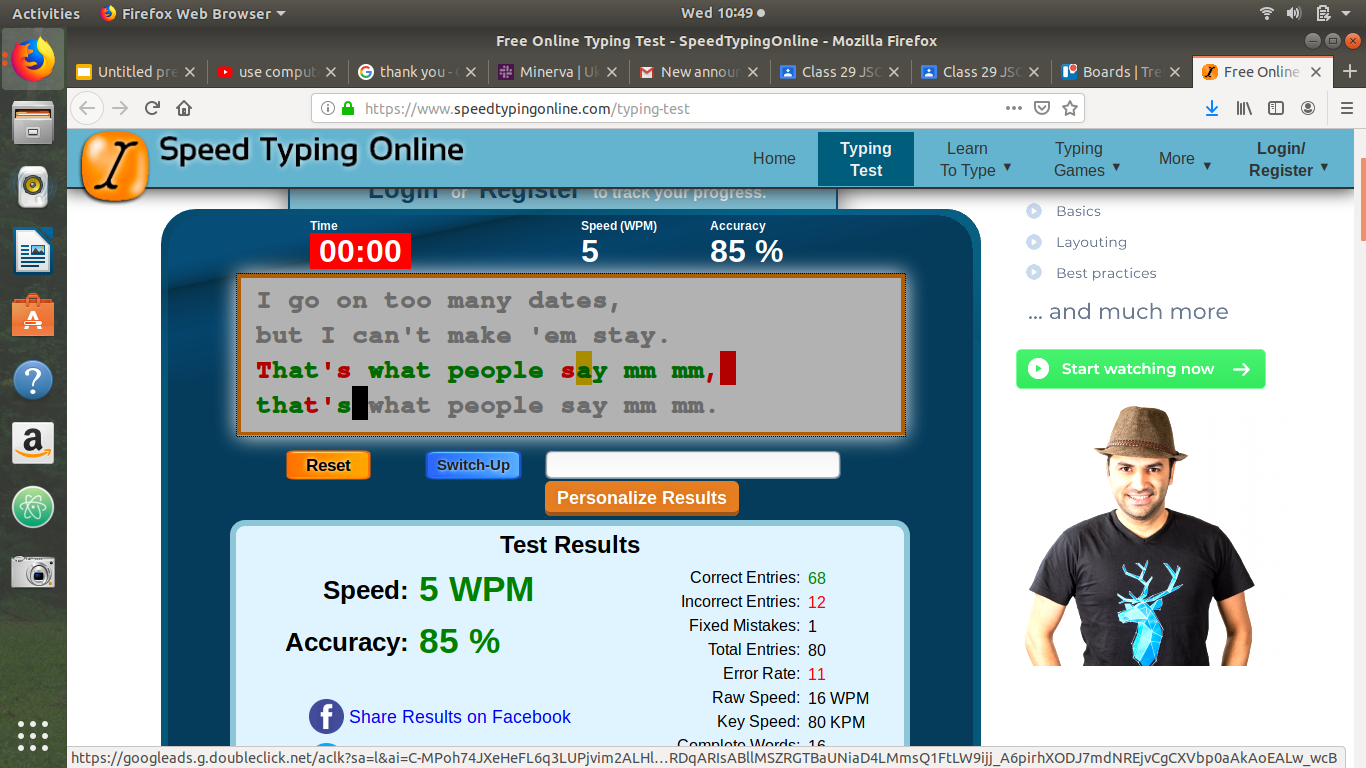 Activities Firefox Web Browser Wed 10:49
Free Online Typing Test - SpeedTypingOnline - Mozilla Firefox
Untitled pre use comput thank you - Minerva | Uk New announ Class 29 JSC Class 29 JSC Boards | Tre Free Online
https://www.speedtypingonline.com/typing-test
Speed Typing Online
Home
Typing
Test
Learn
To Type
Typing
Games
More
Login/
Register
Login or Register to track your progress.
Time
00:00
Speed (WPM)
5
Accuracy
85 %
I go on too many dates,
but I can't make 'em stay.
That's what people say mm mm,
that's what people say mm mm.
Reset Switch-Up
Personalize Results
Test Results
Speed: 5 WPM
Accuracy: 85 %
Share Results on Facebook
Correct Entries: 68
Incorrect Entries: 12
Fixed Mistakes: 1
Total Entries: 80
Error Rate: 11
Raw Speed: 16 WPM
Key Speed: 80 KPM
Complete Words: 16
Basics
Layouting
Best practices
... and much more
Start watching now
https://googleads.g.doubleclick.net/aclk?sa=l&ai=C-MPoh74JXeHeFL6q3LUPjvim2ALHl…RDqARIsABllMSZRGTBaUNiaD4LMmsQ1FtLW9ijj_A6pirhXODJ7mdNREjvCgCXVbp0aAkAoEALw_wcB